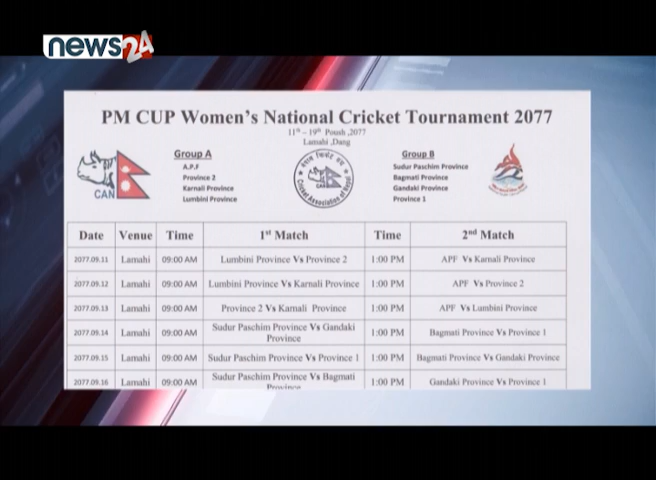 news24
PM CUP Women's National Cricket Tournament 2077
11th – 19th Poush ,2077
Lamahi ,Dang
Group A
A.P.F
Province 2
Karnali Province
Lumbini Province
Group B
Sudur Paschim Province
Bagmati Province
Gandaki Province
Province 1
CAN
CAN
Cricket Association of Nepal
Date Venue Time 1st Match Time 2nd Match
2077.09.11 Lamahi 09:00 AM Lumbini Province Vs Province 2 1:00 PM APF Vs Karnali Province
2077.09.12 Lamahi 09:00 AM Lumbini Province Vs Karnali Province 1:00 PM APF Vs Province 2
2077.09.13 Lamahi 09:00 AM Province 2 Vs Karnali Province 1:00 PM APF Vs Lumbini Province
2077.09.14 Lamahi 09:00 AM Sudur Paschim Province Vs Gandaki Province 1:00 PM Bagmati Province Vs Province 1
2077.09.15 Lamahi 09:00 AM Sudur Paschim Province Vs Province 1 1:00 PM Bagmati Province Vs Gandaki Province
2077.09.16 Lamahi 09:00 AM Sudur Paschim Province Vs Bagmati Province 1:00 PM Gandaki Province Vs Province 1